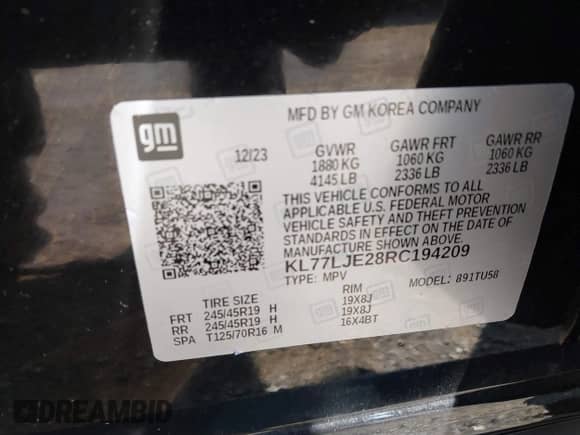 MFD BY GM KOREA COMPANY
gm
12/23 GVWR GAWR FRT GAWR RR
1880 KG 1060 KG 1060 KG
4145 LB 2336 LB 2336 LB
THIS VEHICLE CONFORMS TO ALL
APPLICABLE U.S. FEDERAL MOTOR
VEHICLE SAFETY AND THEFT PREVENTION
STANDARDS IN EFFECT ON THE DATE OF
MANUFACTURE SHOWN ABOVE.
KL77LJE28RC194209
TYPE: MPV MODEL: 891TU58
TIRE SIZE RIM
FRT 245/45R19 H 19X8J
RR 245/45R19 H 19X8J
SPA T125/70R16 M 16X4BT
DREAMBID